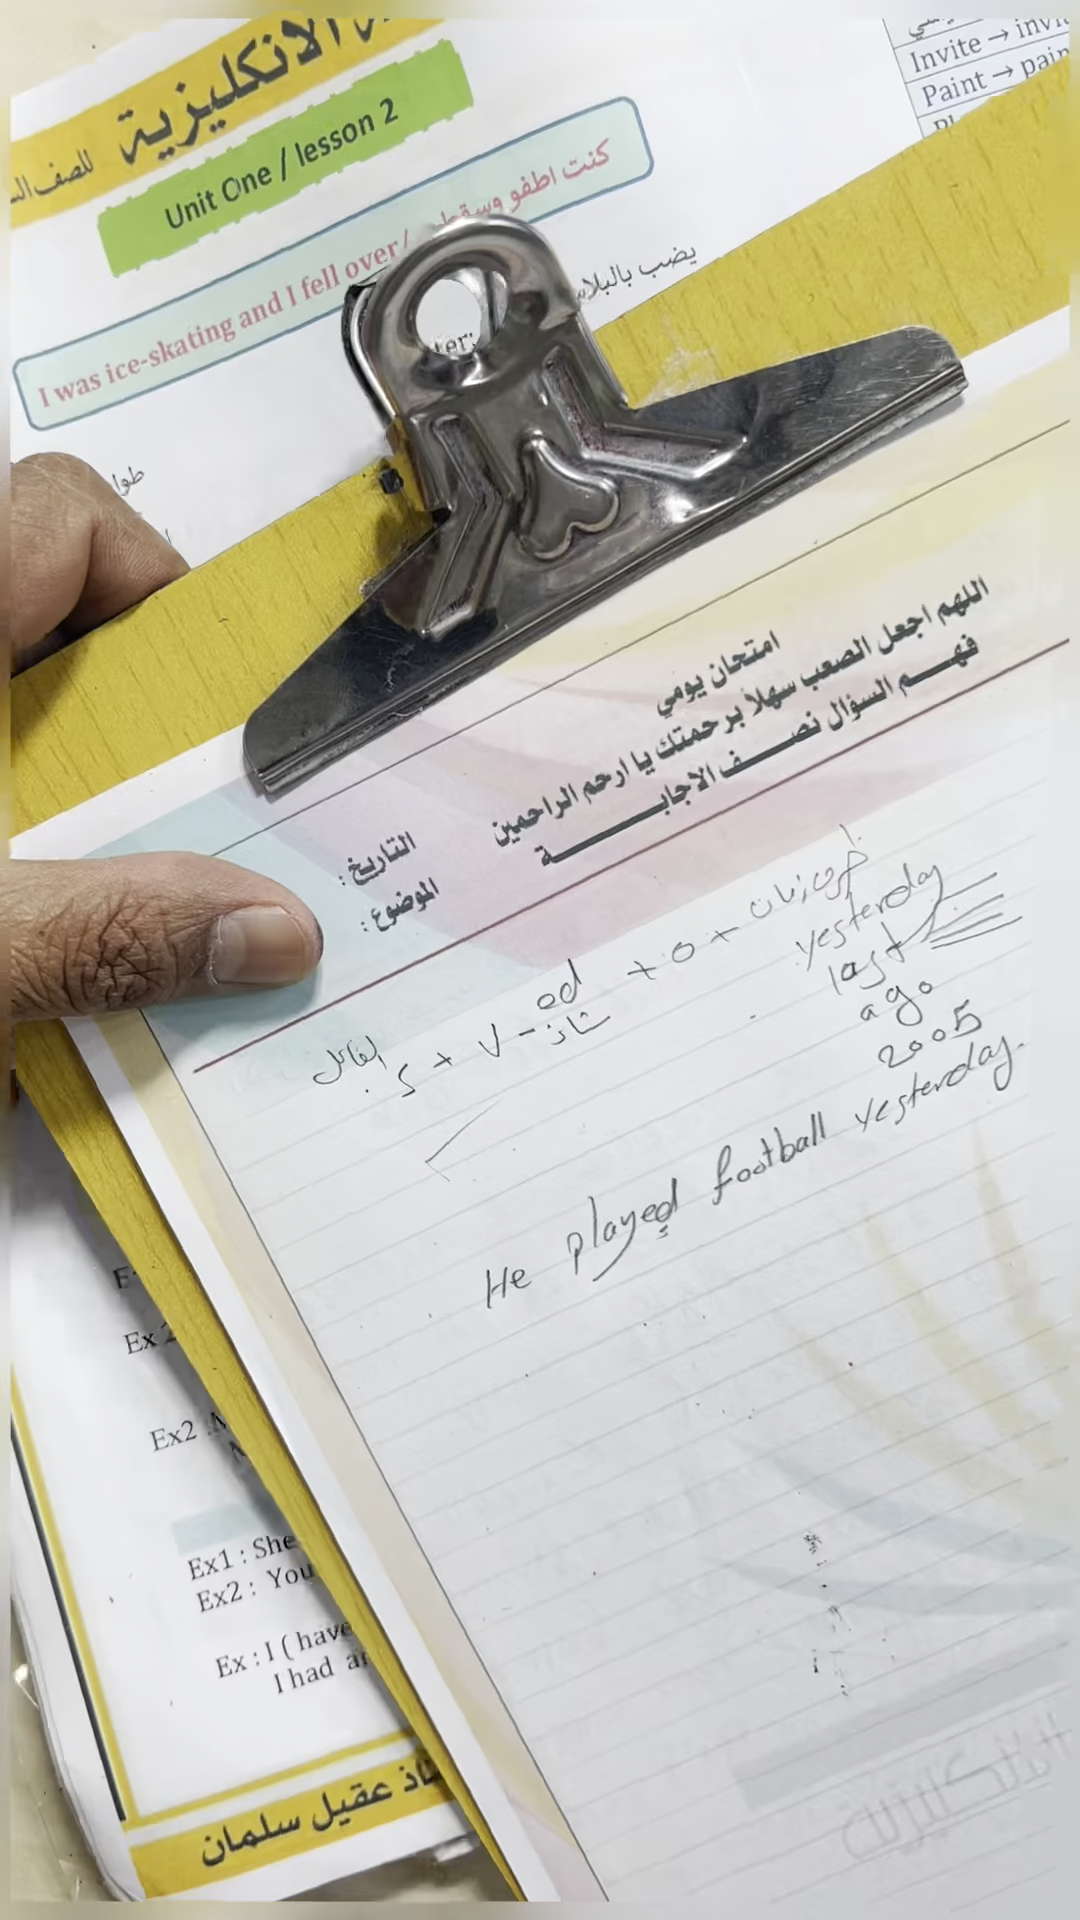 الانكليزية
للصف
Unit One / lesson 2
I was ice-skating and I fell over/ كنت اطفو وسقطت
Invite →
Paint →
يضب
ter:
امتحان يومي
اللهم اجعل الصعب سهلاً برحمتك يا ارحم الراحمين
فهم السؤال نصف الاجابة
التاريخ :
الموضوع :
الفاعل
S + V - ed + o + ظرف زمان
شاذ
yesterday
last
ago
2005
He played football yesterday.
Ex 2
Ex2 :
Ex1 : She
Ex2 : You
Ex : I ( have
I had
عقيل سلمان